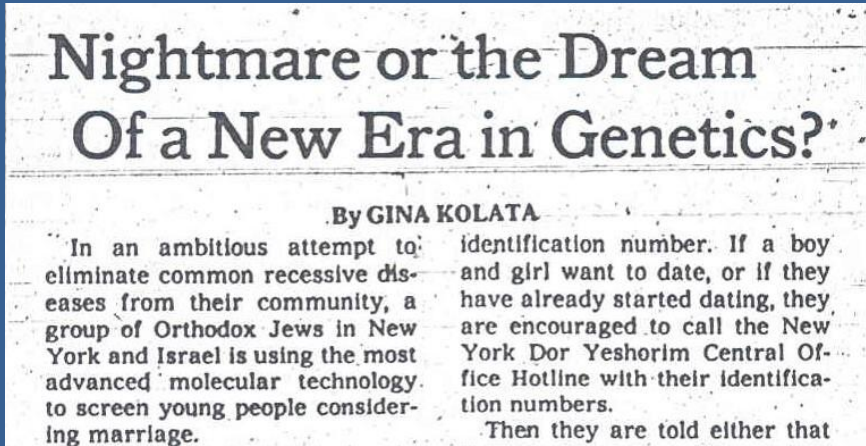 Nightmare or the Dream
Of a New Era in Genetics?
By GINA KOLATA
In an ambitious attempt to
eliminate common recessive dis-
eases from their community, a
group of Orthodox Jews in New
York and Israel is using the most
advanced molecular technology
to screen young people consider-
ing marriage.
identification number. If a boy
and girl want to date, or if they
have already started dating, they
are encouraged to call the New
York Dor Yeshorim Central Of-
fice Hotline with their identifica-
tion numbers.
Then they are told either that